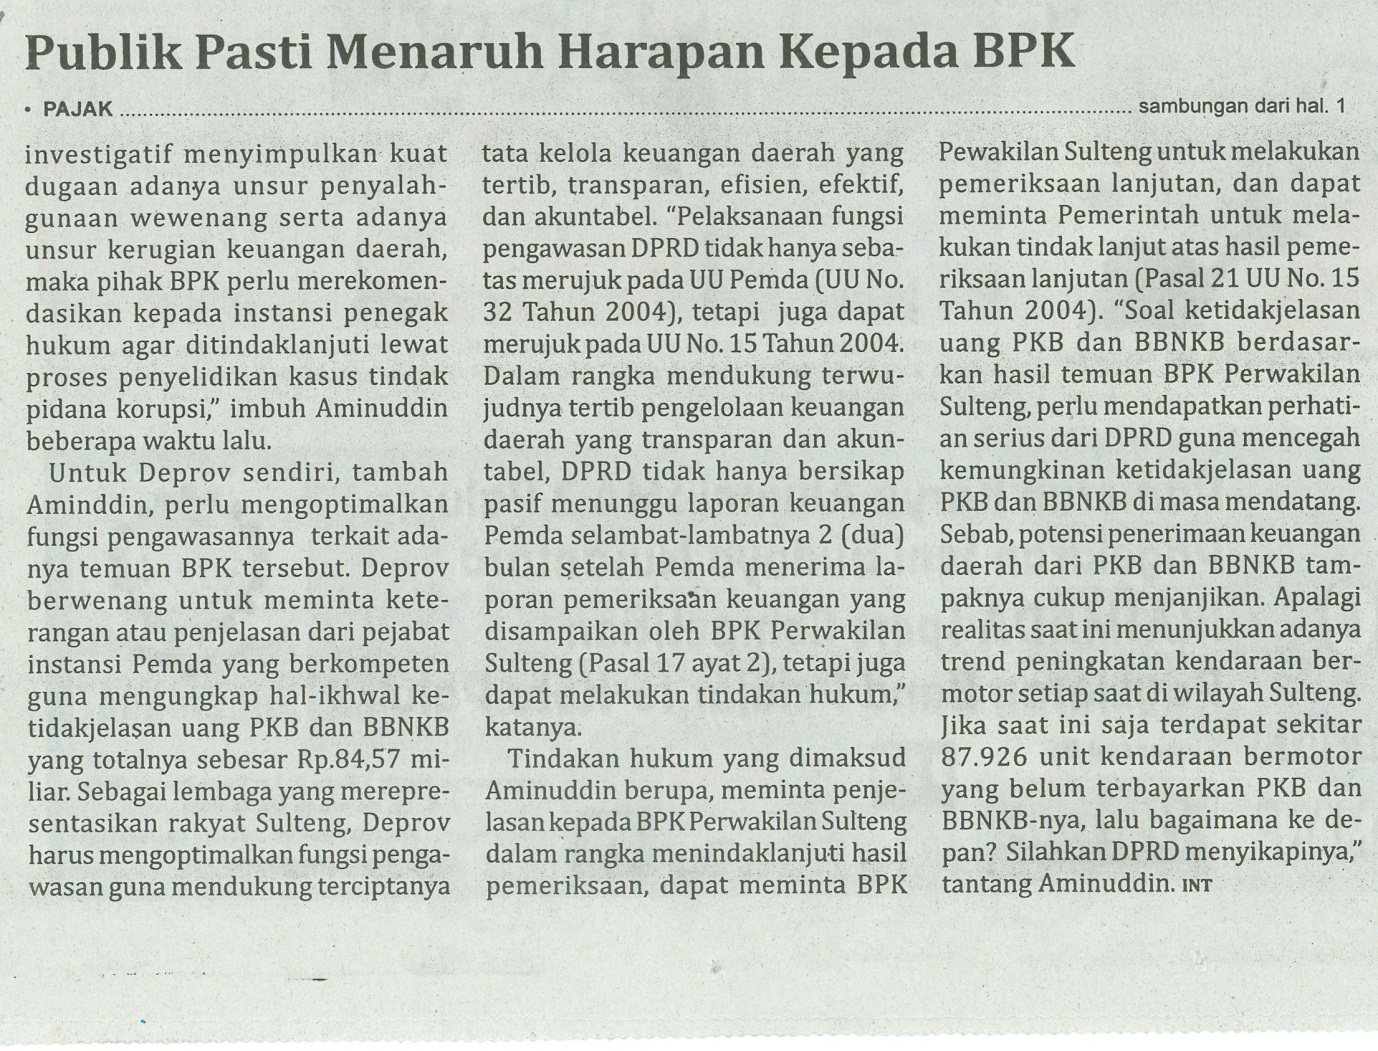 Publik Pasti Menaruh Harapan Kepada BPK
• PAJAK ........ sambungan dari hal. 1
investigatif menyimpulkan kuat
dugaan adanya unsur penyalah-
gunaan wewenang serta adanya
unsur kerugian keuangan daerah,
maka pihak BPK perlu merekomen-
dasikan kepada instansi penegak
hukum agar ditindaklanjuti lewat
proses penyelidikan kasus tindak
pidana korupsi,” imbuh Aminuddin
beberapa waktu lalu.
Untuk Deprov sendiri, tambah
Aminddin, perlu mengoptimalkan
fungsi pengawasannya terkait ada-
nya temuan BPK tersebut. Deprov
berwenang untuk meminta kete-
rangan atau penjelasan dari pejabat
instansi Pemda yang berkompeten
guna mengungkap hal-ikhwal ke-
tidakjelasan uang PKB dan BBNKB
yang totalnya sebesar Rp.84,57 mi-
liar. Sebagai lembaga yang merepre-
sentasikan rakyat Sulteng, Deprov
harus mengoptimalkan fungsi penga-
wasan guna mendukung terciptanya
tata kelola keuangan daerah yang
tertib, transparan, efisien, efektif,
dan akuntabel. “Pelaksanaan fungsi
pengawasan DPRD tidak hanya seba-
tas merujuk pada UU Pemda (UU No.
32 Tahun 2004), tetapi juga dapat
merujuk pada UU No. 15 Tahun 2004.
Dalam rangka mendukung terwu-
judnya tertib pengelolaan keuangan
daerah yang transparan dan akun-
tabel, DPRD tidak hanya bersikap
pasif menunggu laporan keuangan
Pemda selambat-lambatnya 2 (dua)
bulan setelah Pemda menerima la-
poran pemeriksaan keuangan yang
disampaikan oleh BPK Perwakilan
Sulteng (Pasal 17 ayat 2), tetapi juga
dapat melakukan tindakan hukum,”
katanya.
Tindakan hukum yang dimaksud
Aminuddin berupa, meminta penje-
lasan kepada BPK Perwakilan Sulteng
dalam rangka menindaklanjuti hasil
pemeriksaan, dapat meminta BPK
Pewakilan Sulteng untuk melakukan
pemeriksaan lanjutan, dan dapat
meminta Pemerintah untuk mela-
kukan tindak lanjut atas hasil peme-
riksaan lanjutan (Pasal 21 UU No. 15
Tahun 2004). “Soal ketidakjelasan
uang PKB dan BBNKB berdasar-
kan hasil temuan BPK Perwakilan
Sulteng, perlu mendapatkan perhati-
an serius dari DPRD guna mencegah
kemungkinan ketidakjelasan uang
PKB dan BBNKB di masa mendatang.
Sebab, potensi penerimaan keuangan
daerah dari PKB dan BBNKB tam-
paknya cukup menjanjikan. Apalagi
realitas saat ini menunjukkan adanya
trend peningkatan kendaraan ber-
motor setiap saat di wilayah Sulteng.
Jika saat ini saja terdapat sekitar
87.926 unit kendaraan bermotor
yang belum terbayarkan PKB dan
BBNKB-nya, lalu bagaimana ke de-
pan? Silahkan DPRD menyikapinya,”
tantang Aminuddin. INT